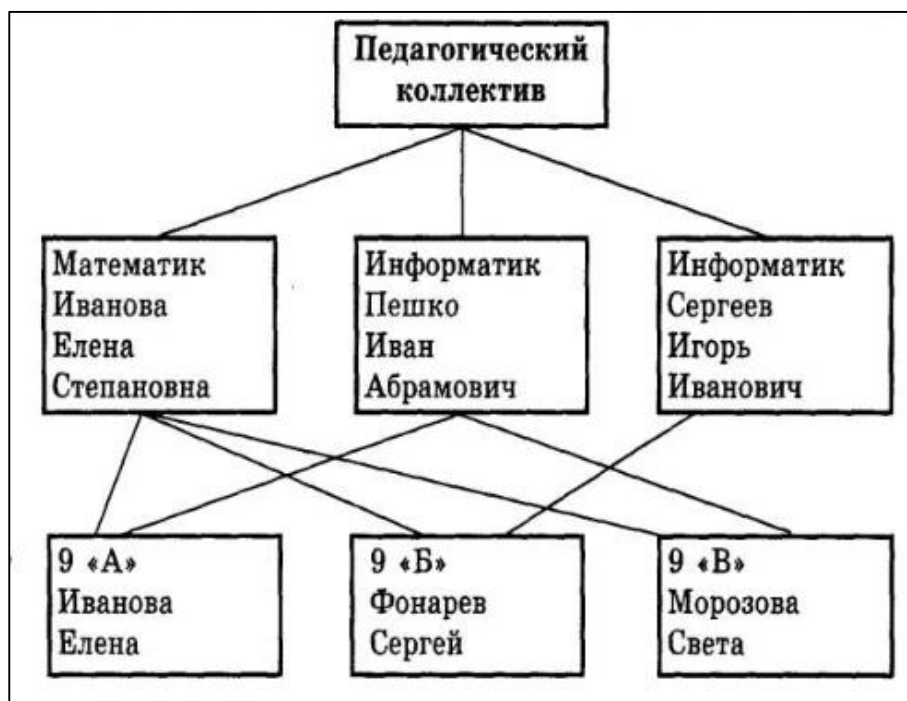 Педагогический
коллектив
Математик
Иванова
Елена
Степановна
Информатик
Пешко
Иван
Абрамович
Информатик
Сергеев
Игорь
Иванович
9 «А»
Иванова
Елена
9 «Б»
Фонарев
Сергей
9 «В»
Морозова
Света